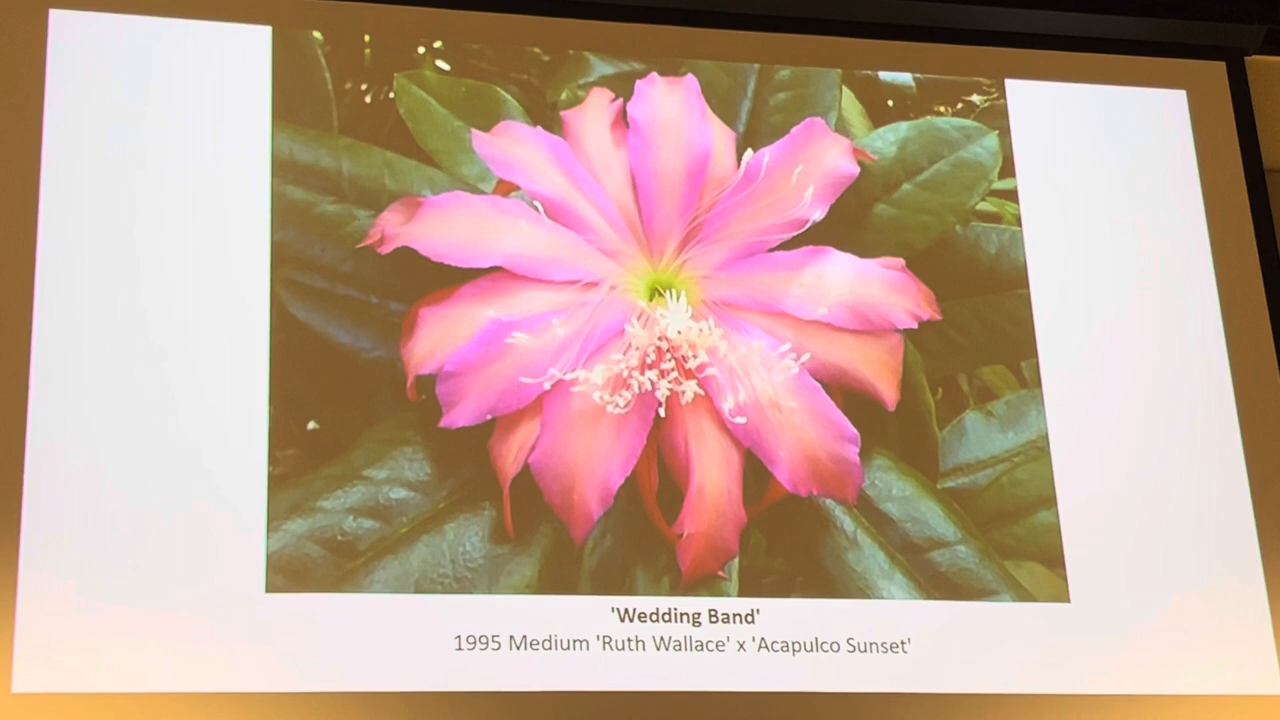 'Wedding Band'
1995 Medium 'Ruth Wallace' x 'Acapulco Sunset'